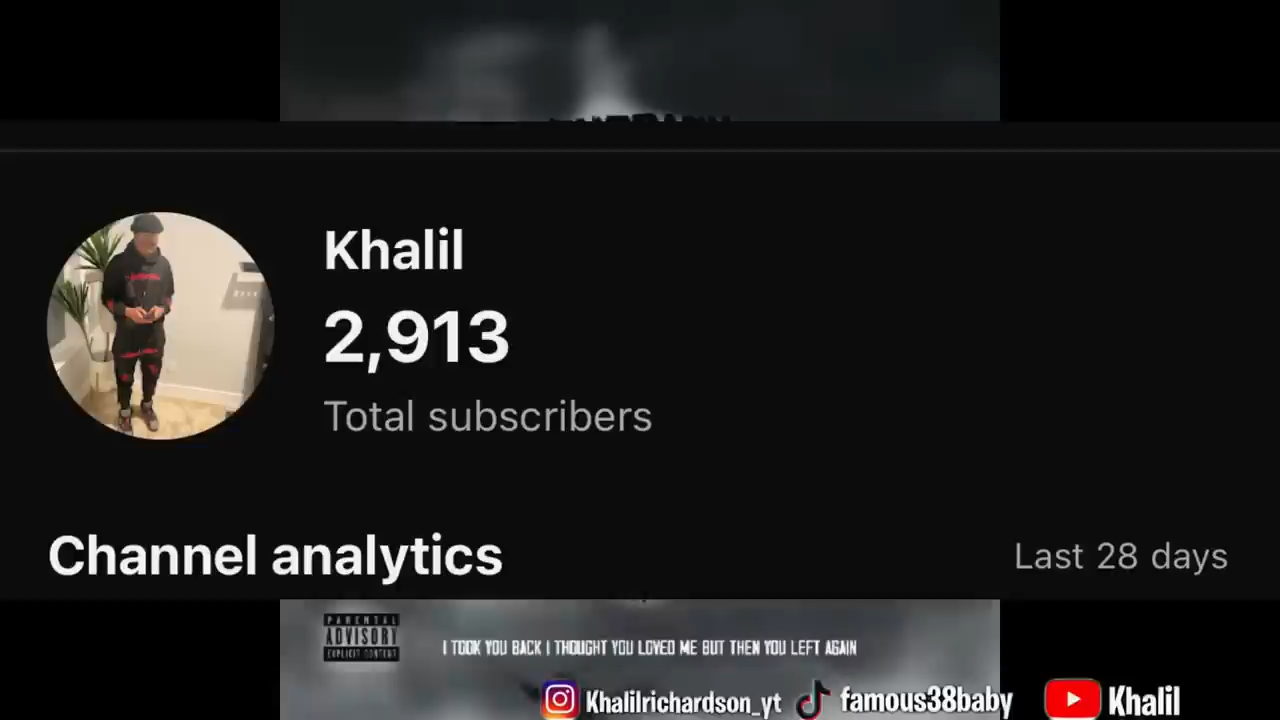 Khalil
2,913
Total subscribers
Channel analytics
Last 28 days
PARENTAL
ADVISORY
EXPLICIT CONTENT
I TOOK YOU BACK I THOUGHT YOU LOVED ME BUT THEN YOU LEFT AGAIN
Khalilrichardson_yt
famous38baby
Khalil